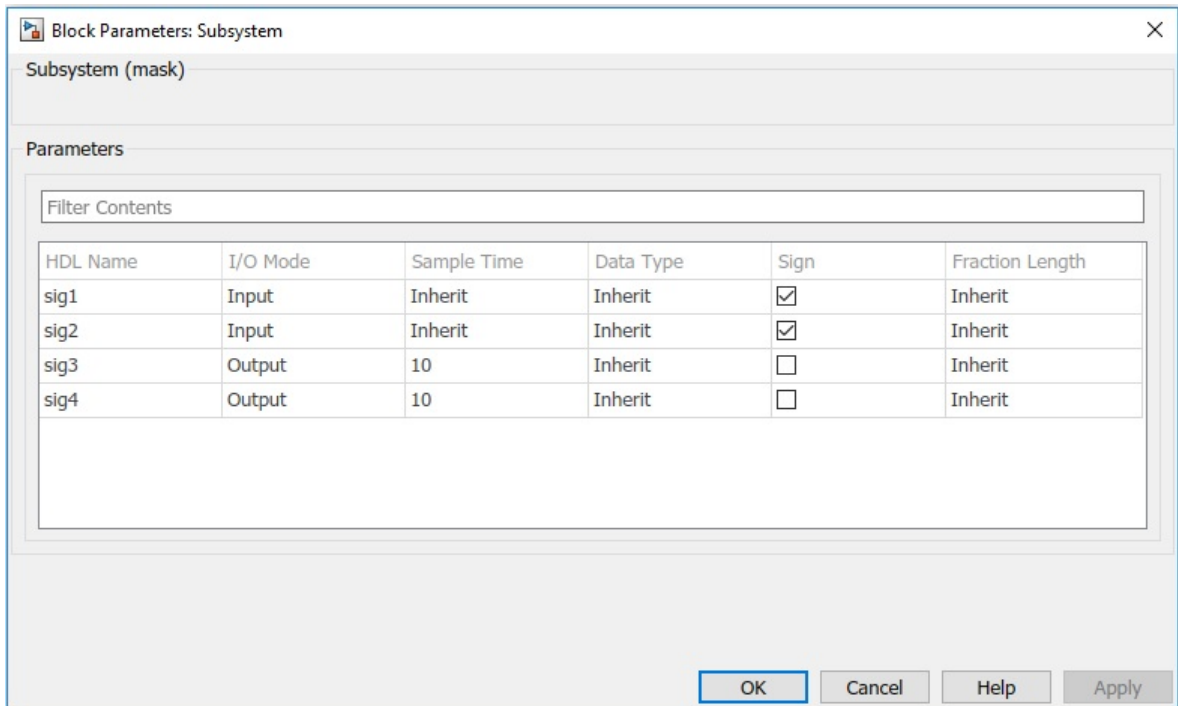 Block Parameters: Subsystem
Subsystem (mask)
Parameters
Filter Contents
HDL Name I/O Mode Sample Time Data Type Sign Fraction Length
sig1 Input Inherit Inherit Inherit
sig2 Input Inherit Inherit Inherit
sig3 Output 10 Inherit Inherit
sig4 Output 10 Inherit Inherit
OK Cancel Help Apply